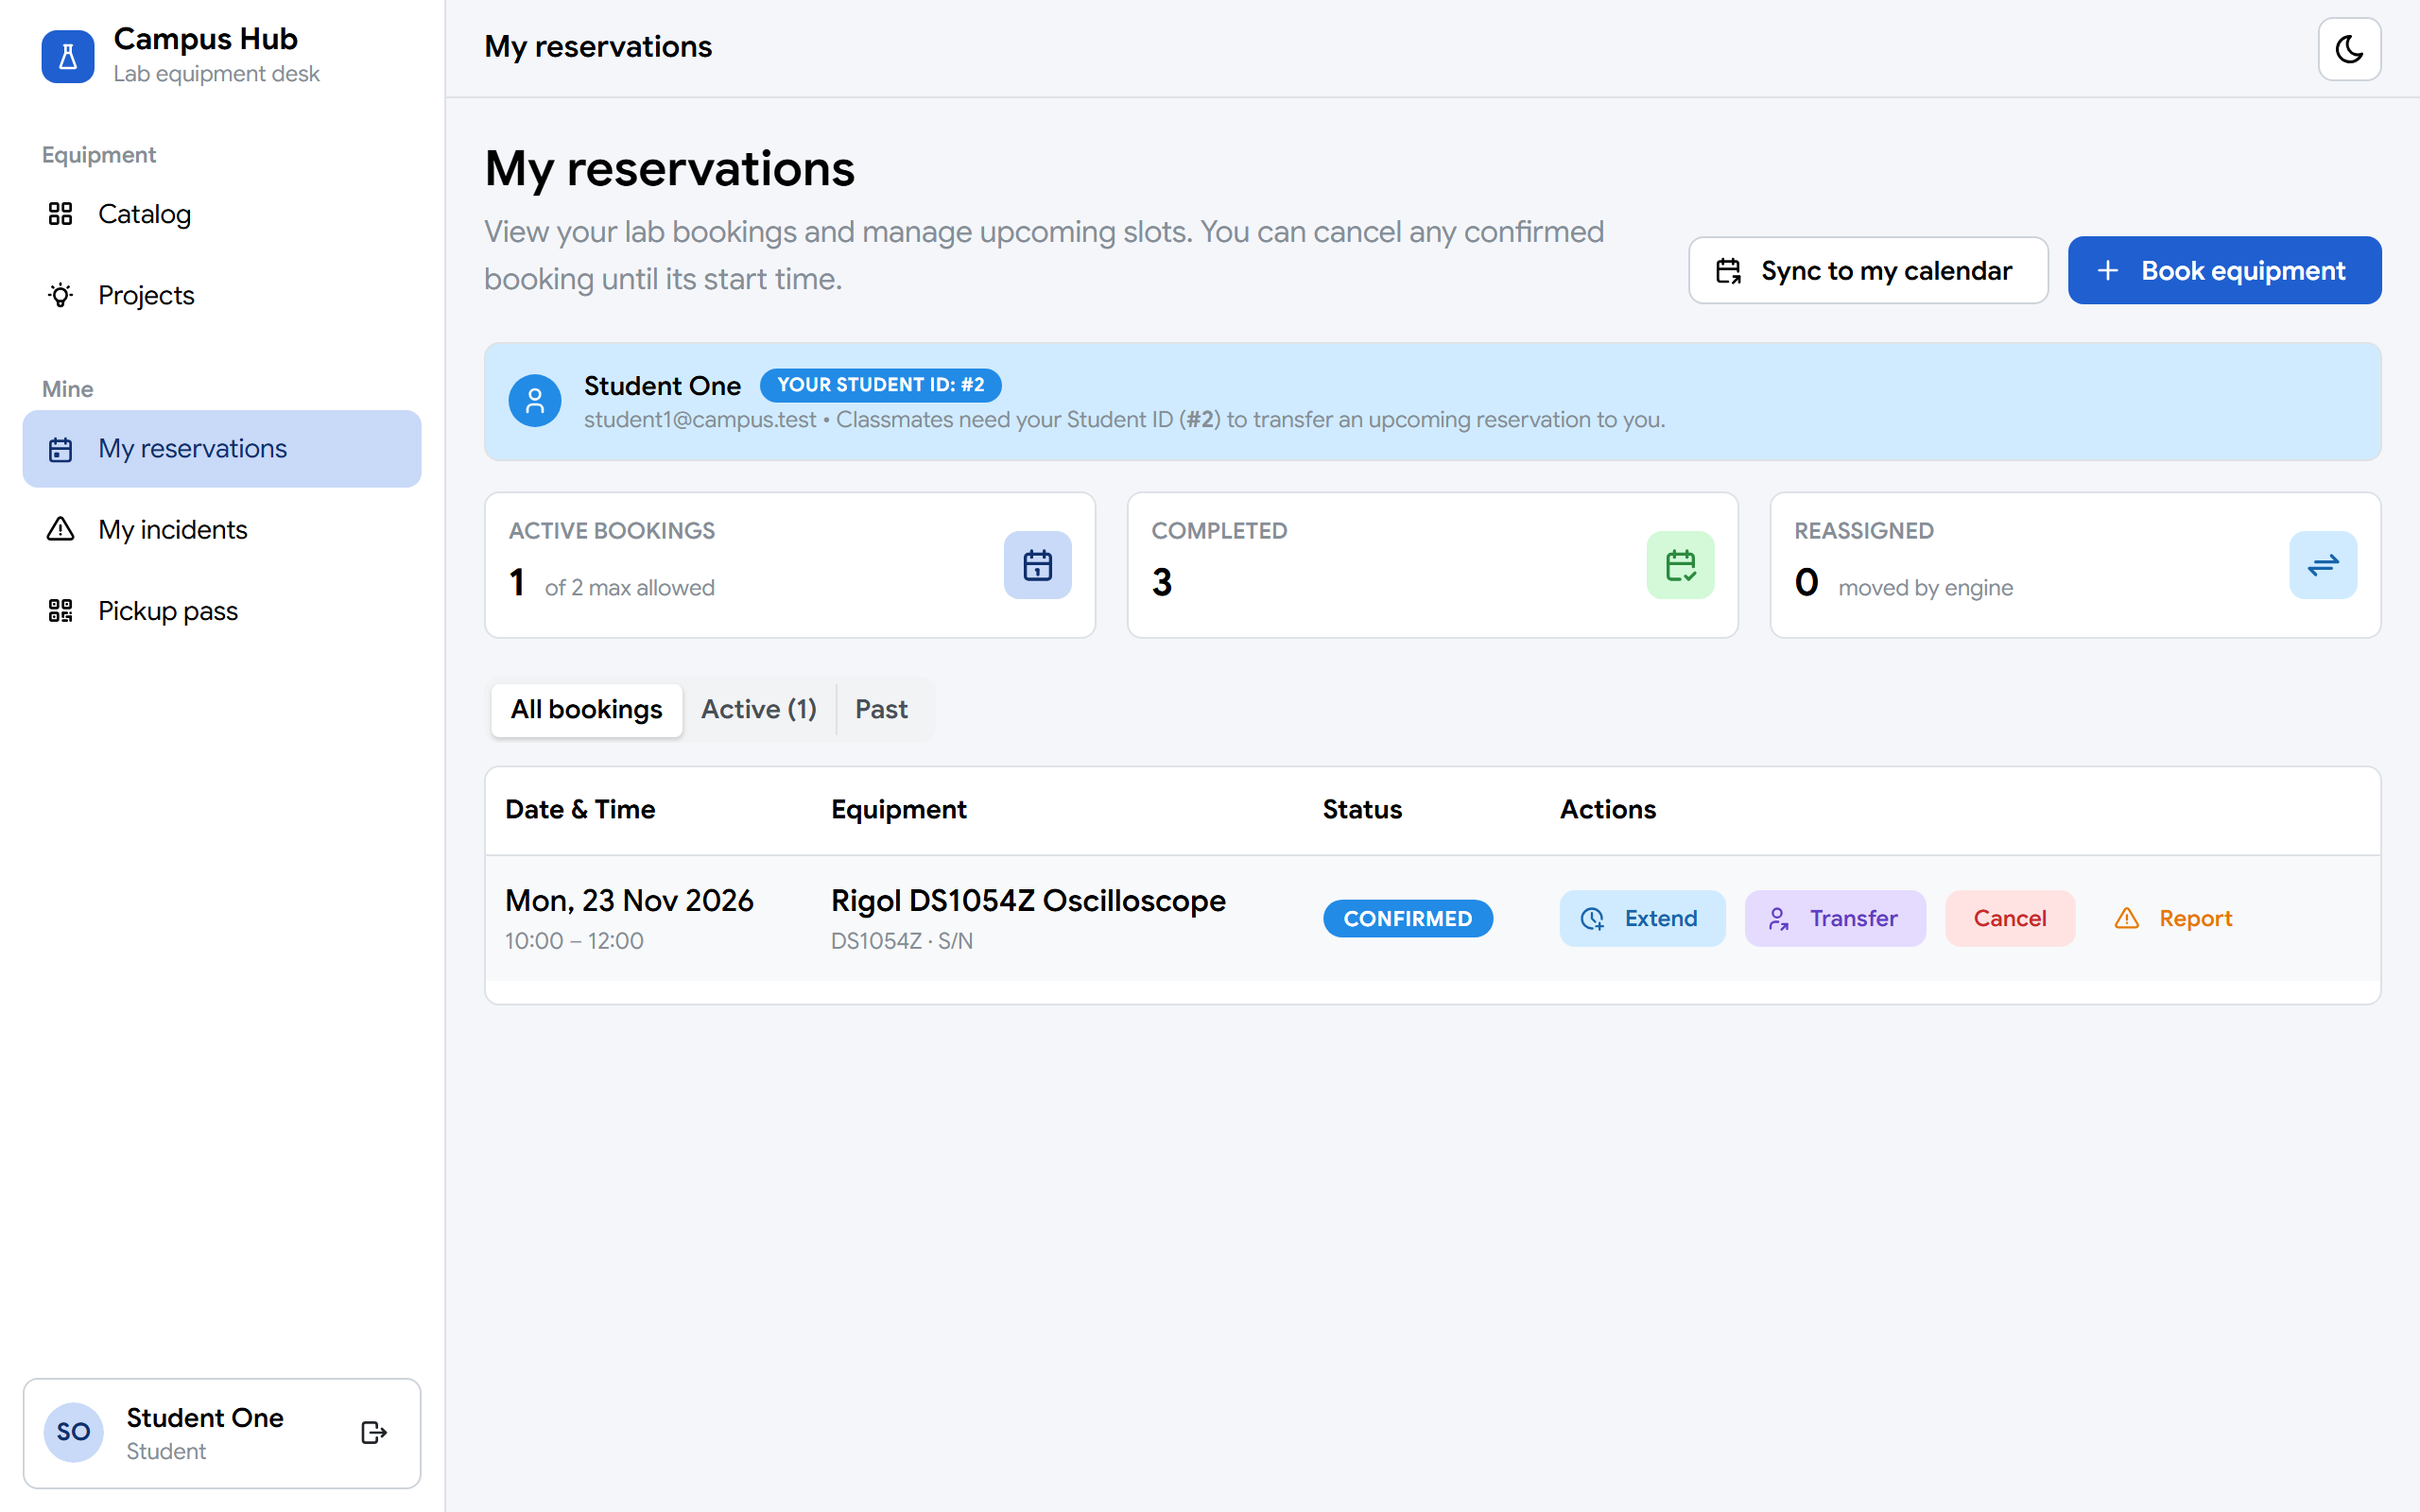 Campus Hub
Lab equipment desk
Equipment
Catalog
Projects
Mine
My reservations
My incidents
Pickup pass
SO
Student One
Student
My reservations
My reservations
View your lab bookings and manage upcoming slots. You can cancel any confirmed
booking until its start time.
Sync to my calendar
Book equipment
Student One YOUR STUDENT ID: #2
student1@campus.test • Classmates need your Student ID (#2) to transfer an upcoming reservation to you.
ACTIVE BOOKINGS
1 of 2 max allowed
COMPLETED
3
REASSIGNED
0 moved by engine
All bookings Active (1) Past
Date & Time Equipment Status Actions
Mon, 23 Nov 2026 Rigol DS1054Z Oscilloscope CONFIRMED Extend Transfer Cancel Report
10:00 – 12:00 DS1054Z · S/N